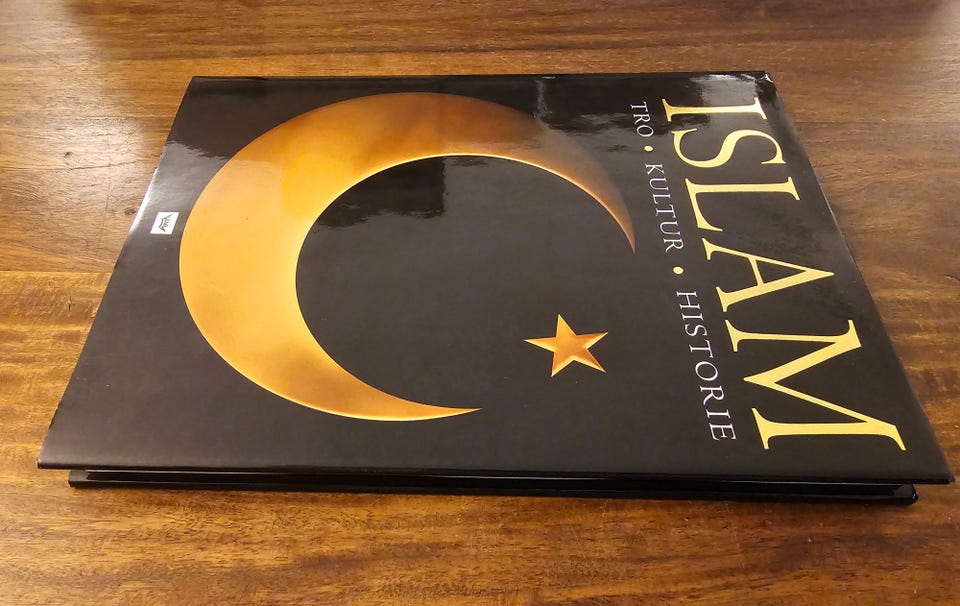 ISLAM
TRO • KULTUR • HISTORIE